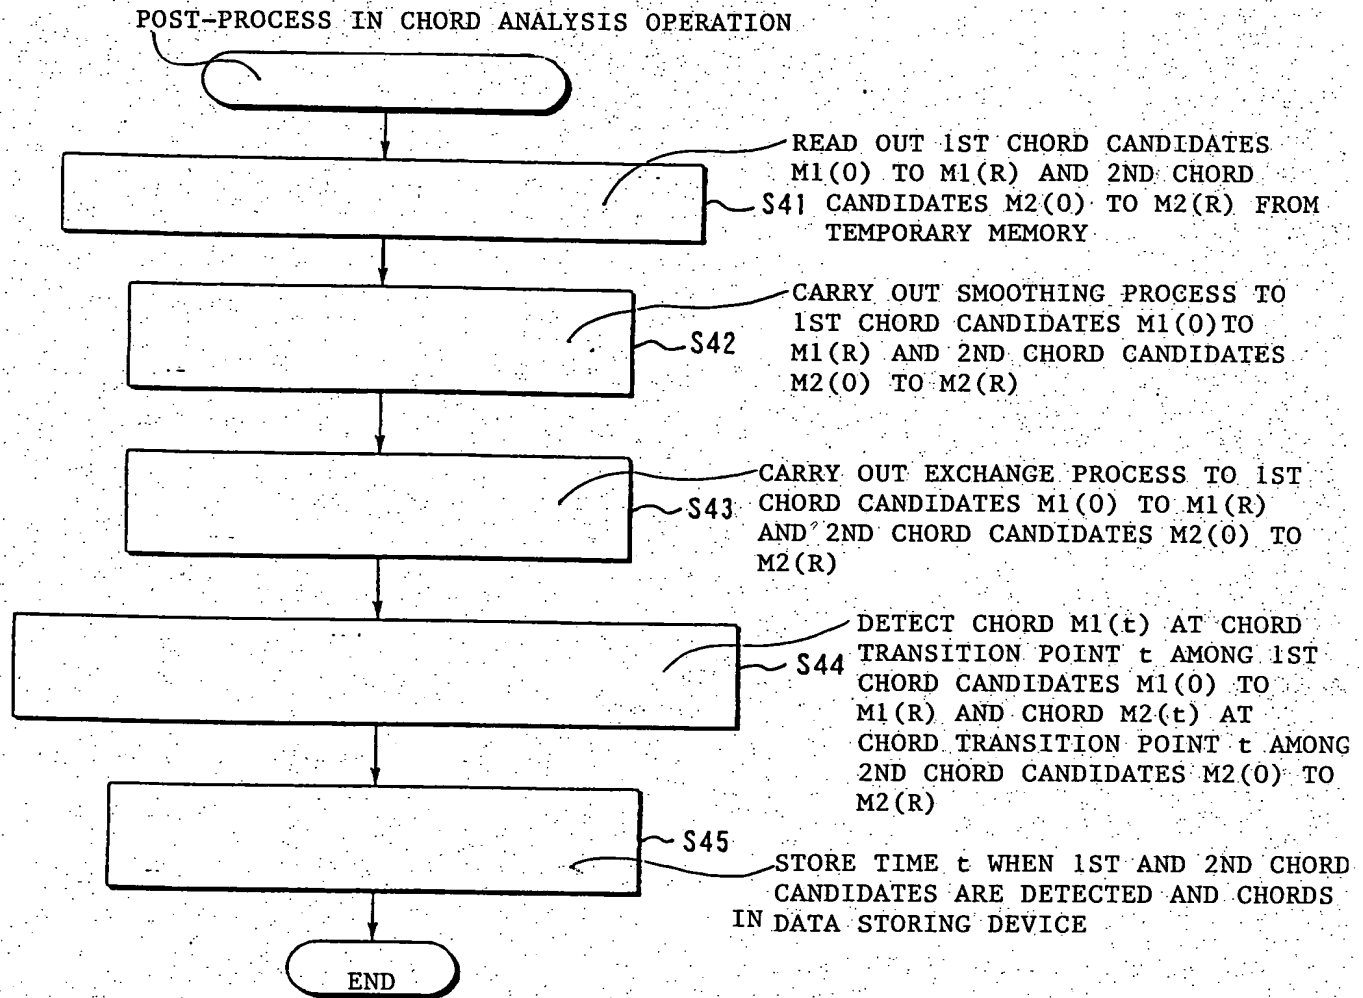 POST-PROCESS IN CHORD ANALYSIS OPERATION
READ OUT 1ST CHORD CANDIDATES
M1(0) TO M1(R) AND 2ND CHORD
S41 CANDIDATES M2(0) TO M2(R) FROM
TEMPORARY MEMORY
CARRY OUT SMOOTHING PROCESS TO
1ST CHORD CANDIDATES M1(0)TO
S42
M1(R) AND 2ND CHORD CANDIDATES
M2(0) TO M2(R)
CARRY OUT EXCHANGE PROCESS TO 1ST
S43 CHORD CANDIDATES M1(0) TO M1(R)
AND 2ND CHORD CANDIDATES M2(0) TO
M2(R)
DETECT CHORD M1(t) AT CHORD
S44 TRANSITION POINT t AMONG 1ST
CHORD CANDIDATES M1(0) TO
M1(R) AND CHORD M2(t) AT
CHORD TRANSITION POINT t AMONG
2ND CHORD CANDIDATES M2(0) TO
M2(R)
S45
STORE TIME t WHEN 1ST AND 2ND CHORD
CANDIDATES ARE DETECTED AND CHORDS
IN DATA STORING DEVICE
END